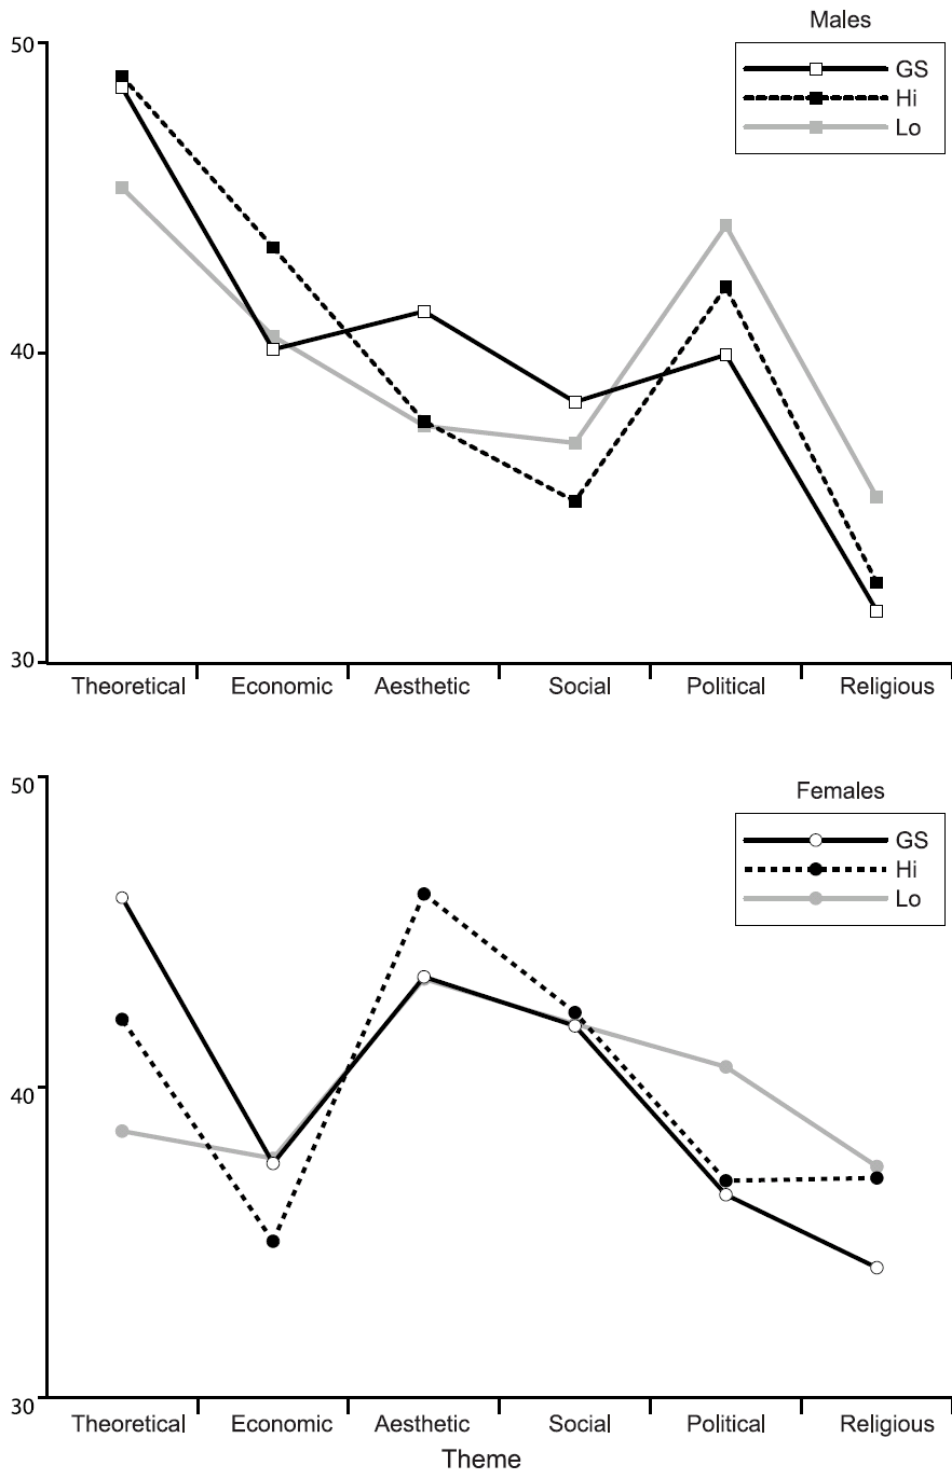 Males
50
GS
Hi
Lo
40
30
Theoretical Economic Aesthetic Social Political Religious
50
Females
GS
Hi
Lo
40
30
Theoretical Economic Aesthetic Social Political Religious
Theme